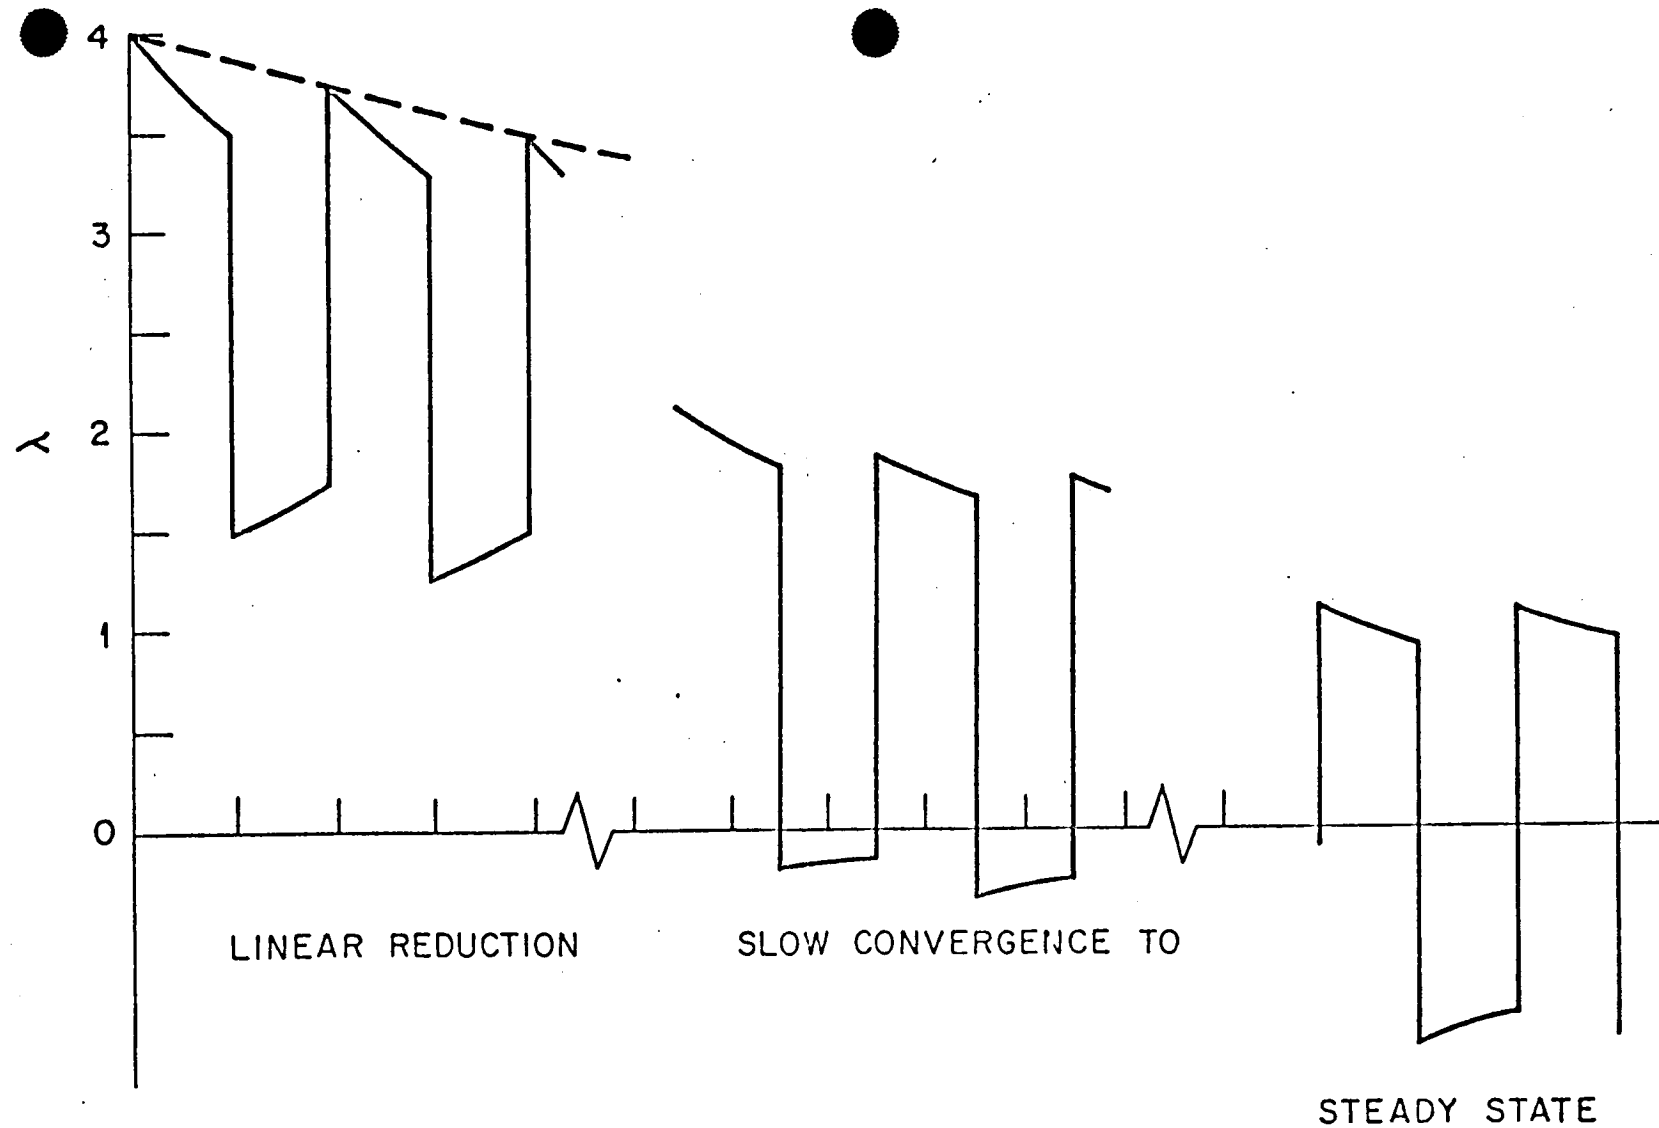 4
3
λ
2
1
0
LINEAR REDUCTION
SLOW CONVERGENCE TO
STEADY STATE